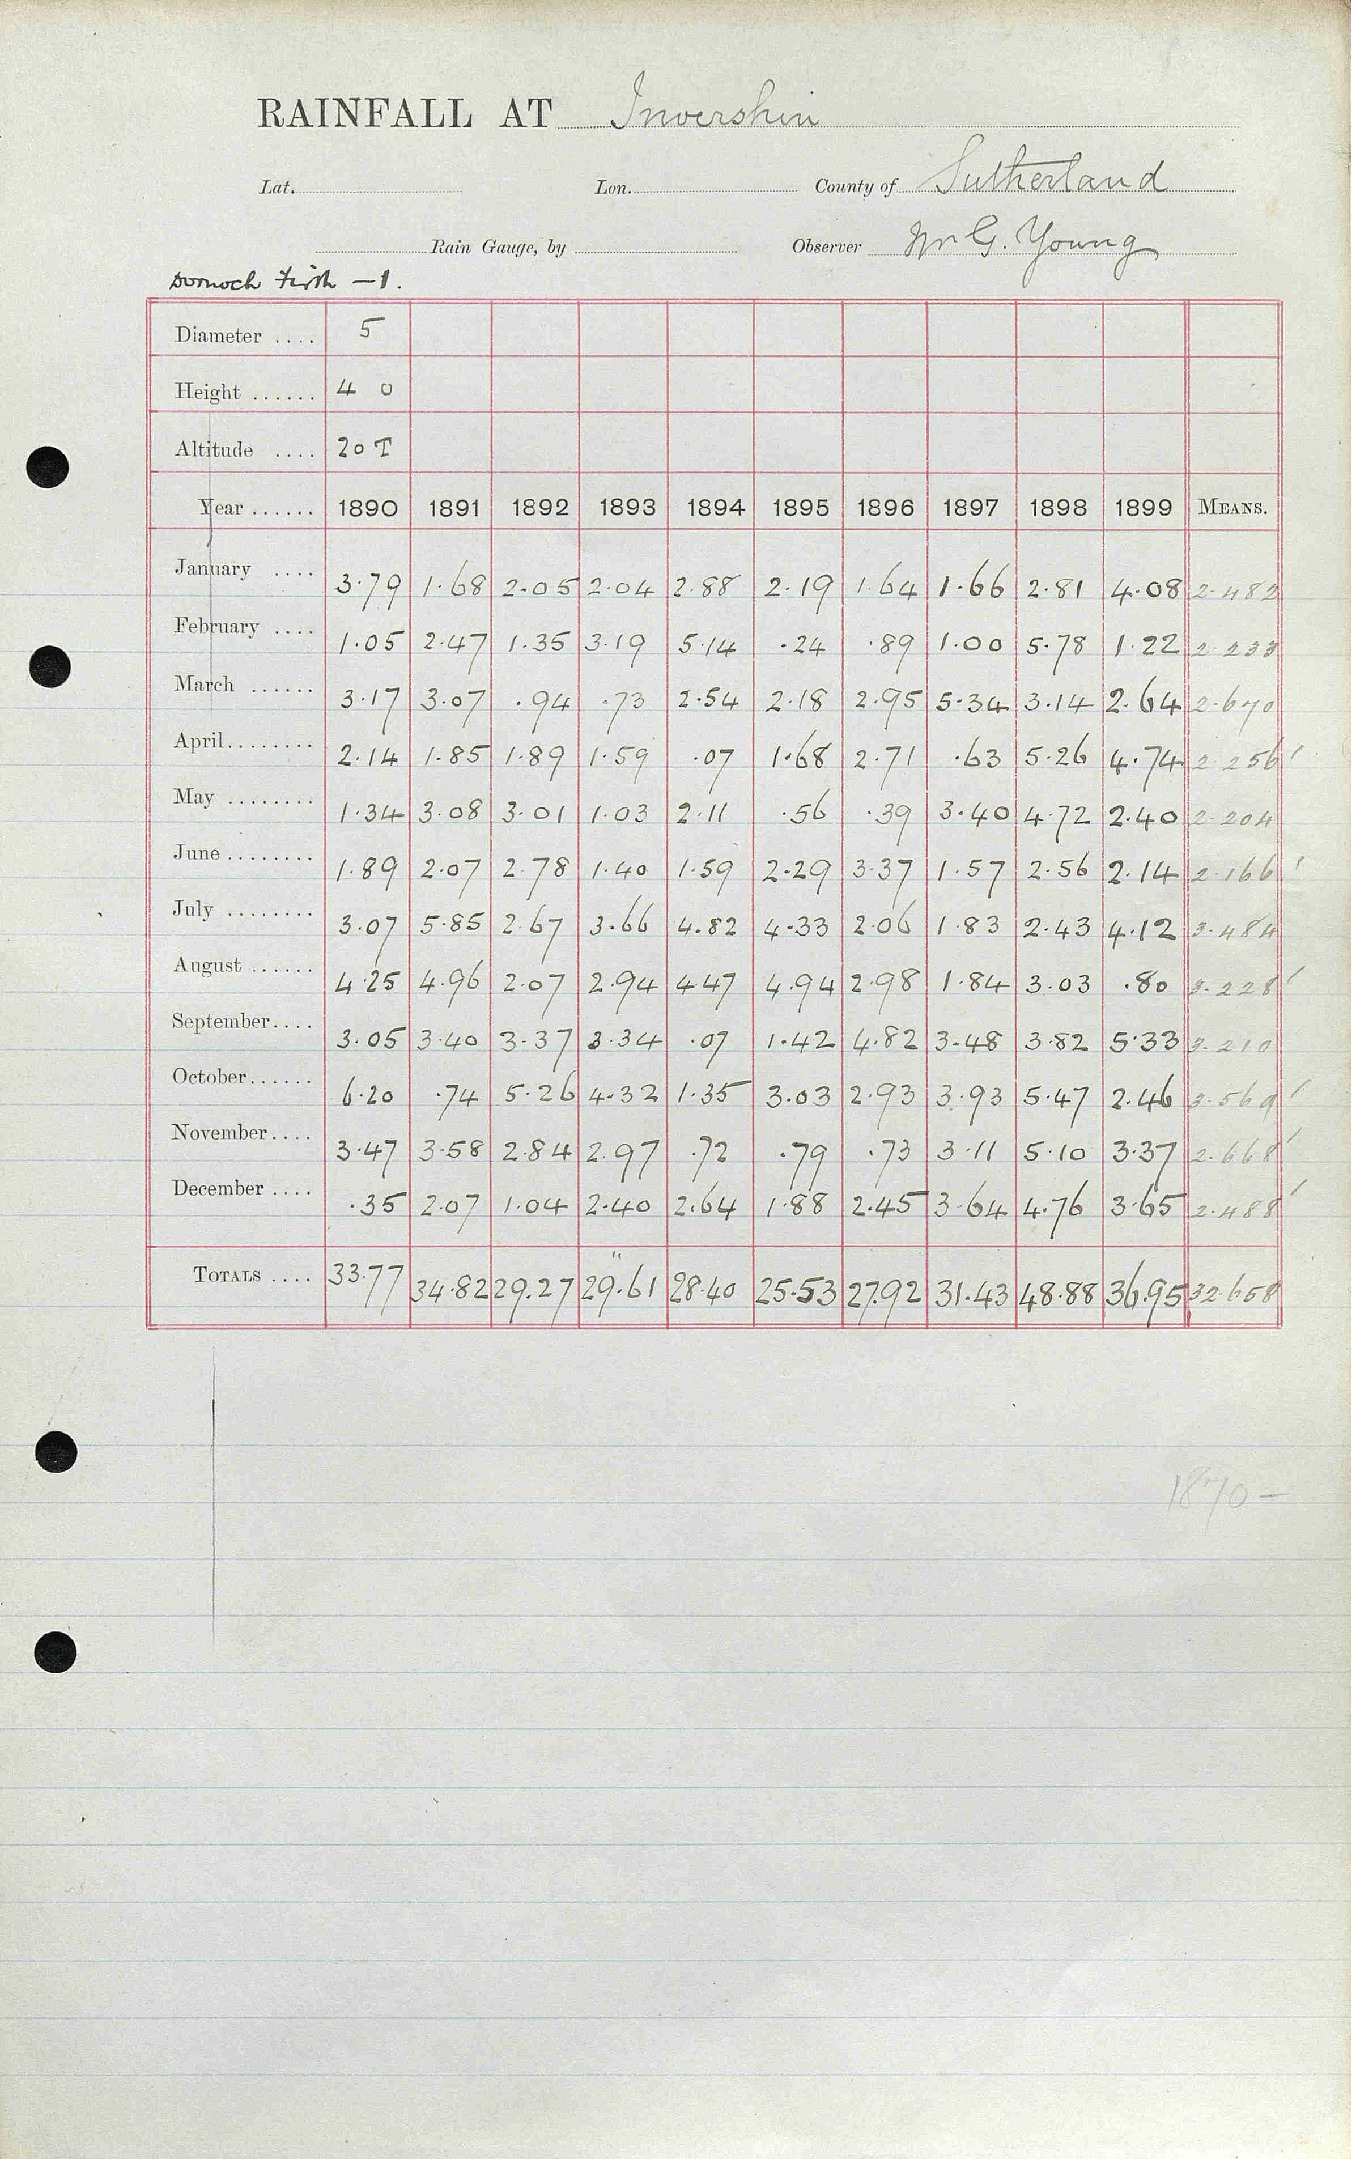 RAINFALL AT Invershin
Lat. Lon. County of Sutherland
Rain Gauge, by Observer Mr G. Young
Dornoch Firth —1.
Diameter .... 5
Height ...... 4 0
Altitude .... 20 T
Year ...... 1890 1891 1892 1893 1894 1895 1896 1897 1898 1899 MEANS.
January .... 3.79 1.68 2.05 2.04 2.88 2.19 1.64 1.66 2.81 4.08 2.482
February .... 1.05 2.47 1.35 3.19 5.14 .24 .89 1.00 5.78 1.22 2.233
March ...... 3.17 3.07 .94 .73 2.54 2.18 2.95 5.34 3.14 2.64 2.670
April........ 2.14 1.85 1.89 1.59 .07 1.68 2.71 .63 5.26 4.74 2.256
May ........ 1.34 3.08 3.01 1.03 2.11 .56 .39 3.40 4.72 2.40 2.204
June ........ 1.89 2.07 2.78 1.40 1.59 2.29 3.37 1.57 2.56 2.14 2.166
July ........ 3.07 5.85 2.67 3.66 4.82 4.33 2.06 1.83 2.43 4.12 3.484
August ...... 4.25 4.96 2.07 2.94 4.47 4.94 2.98 1.84 3.03 .80 3.228
September.... 3.05 3.40 3.37 3.34 .07 1.42 4.82 3.48 3.82 5.33 3.210
October...... 6.20 .74 5.26 4.32 1.35 3.03 2.93 3.93 5.47 2.46 3.569
November.... 3.47 3.58 2.84 2.97 .72 .79 .73 3.11 5.10 3.37 2.668
December .... .35 2.07 1.04 2.40 2.64 1.88 2.45 3.64 4.76 3.65 2.488
TOTALS .... 33.77 34.82 29.27 29.61 28.40 25.53 27.92 31.43 48.88 36.95 32.658
1870 —